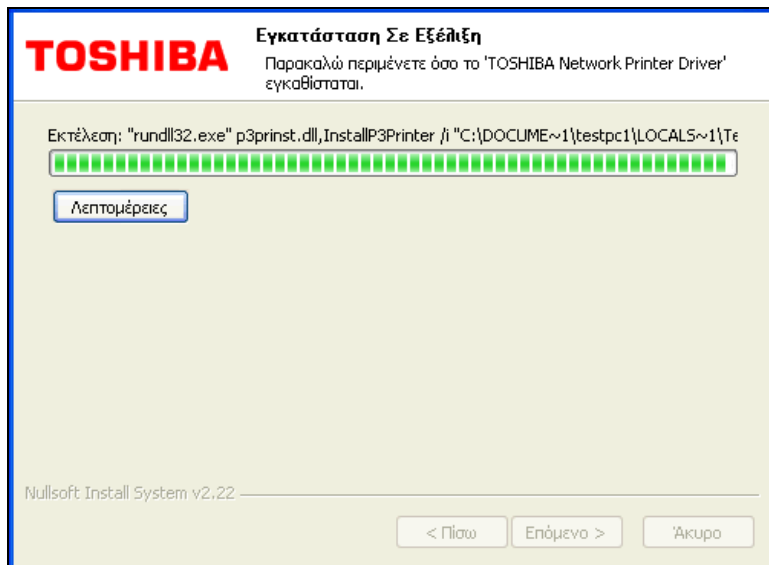 TOSHIBA
Εγκατάσταση Σε Εξέλιξη
Παρακαλώ περιμένετε όσο το 'TOSHIBA Network Printer Driver'
εγκαθίσταται.
Εκτέλεση: "rundll32.exe" p3prinst.dll,InstallP3Printer /i "C:\DOCUME~1\testpc1\LOCALS~1\Te
Λεπτομέρειες
Nullsoft Install System v2.22
< Πίσω Επόμενο > Άκυρο